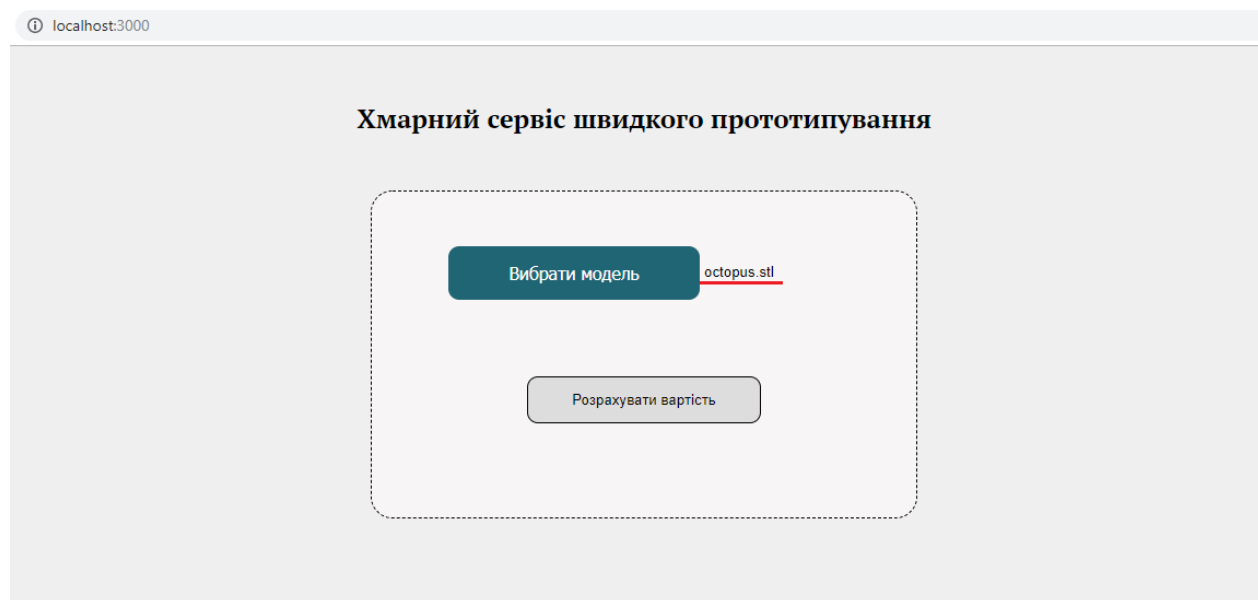 localhost:3000
Хмарний сервіс швидкого прототипування
Вибрати модель octopus.stl
Розрахувати вартість